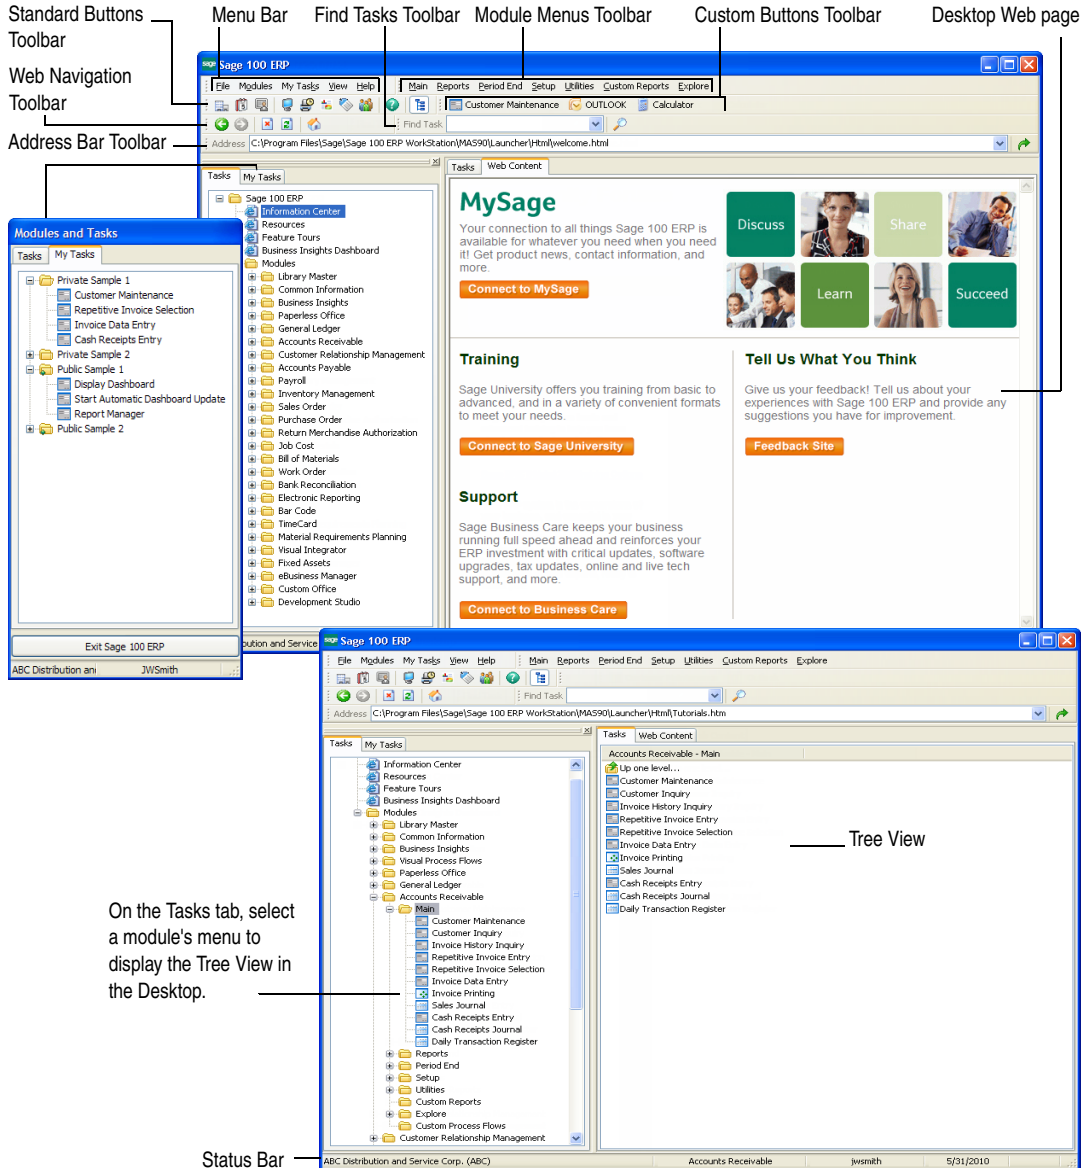 Standard Buttons
Toolbar
Menu Bar
Find Tasks Toolbar
Module Menus Toolbar
Custom Buttons Toolbar
Desktop Web page
Web Navigation
Toolbar
Address Bar Toolbar
sage Sage 100 ERP
File Modules My Tasks View Help Main Reports Period End Setup Utilities Custom Reports Explore
Customer Maintenance OUTLOOK Calculator
Find Task
Address C:\Program Files\Sage\Sage 100 ERP WorkStation\MAS90\Launcher\Html\welcome.html
Tasks My Tasks
Sage 100 ERP
Information Center
Resources
Feature Tours
Business Insights Dashboard
Modules
Library Master
Common Information
Business Insights
Paperless Office
General Ledger
Accounts Receivable
Customer Relationship Management
Accounts Payable
Payroll
Inventory Management
Sales Order
Purchase Order
Return Merchandise Authorization
Job Cost
Bill of Materials
Work Order
Bank Reconciliation
Electronic Reporting
Bar Code
TimeCard
Material Requirements Planning
Visual Integrator
Fixed Assets
eBusiness Manager
Custom Office
Development Studio
bution and Service
Tasks Web Content
MySage
Your connection to all things Sage 100 ERP is
available for whatever you need when you need
it! Get product news, contact information, and
more.
Connect to MySage
Discuss
Share
Learn
Succeed
Training
Sage University offers you training from basic to
advanced, and in a variety of convenient formats
to meet your needs.
Connect to Sage University
Tell Us What You Think
Give us your feedback! Tell us about your
experiences with Sage 100 ERP and provide any
suggestions you have for improvement.
Feedback Site
Support
Sage Business Care keeps your business
running full speed ahead and reinforces your
ERP investment with critical updates, software
upgrades, tax updates, online and live tech
support, and more.
Connect to Business Care
Modules and Tasks
Tasks My Tasks
Private Sample 1
Customer Maintenance
Repetitive Invoice Selection
Invoice Data Entry
Cash Receipts Entry
Private Sample 2
Public Sample 1
Display Dashboard
Start Automatic Dashboard Update
Report Manager
Public Sample 2
Exit Sage 100 ERP
ABC Distribution an JWSmith
sage Sage 100 ERP
File Modules My Tasks View Help Main Reports Period End Setup Utilities Custom Reports Explore
Find Task
Address C:\Program Files\Sage\Sage 100 ERP WorkStation\MAS90\Launcher\Html\Tutorials.htm
Tasks My Tasks
Information Center
Resources
Feature Tours
Business Insights Dashboard
Modules
Library Master
Common Information
Business Insights
Visual Process Flows
Paperless Office
General Ledger
Accounts Receivable
Main
Customer Maintenance
Customer Inquiry
Invoice History Inquiry
Repetitive Invoice Entry
Repetitive Invoice Selection
Invoice Data Entry
Invoice Printing
Sales Journal
Cash Receipts Entry
Cash Receipts Journal
Daily Transaction Register
Reports
Period End
Setup
Utilities
Custom Reports
Explore
Custom Process Flows
Customer Relationship Management
Tasks Web Content
Accounts Receivable - Main
Up one level...
Customer Maintenance
Customer Inquiry
Invoice History Inquiry
Repetitive Invoice Entry
Repetitive Invoice Selection
Invoice Data Entry
Invoice Printing
Sales Journal
Cash Receipts Entry
Cash Receipts Journal
Daily Transaction Register
Tree View
On the Tasks tab, select
a module's menu to
display the Tree View in
the Desktop.
Status Bar
ABC Distribution and Service Corp. (ABC) Accounts Receivable jwsmith 5/31/2010